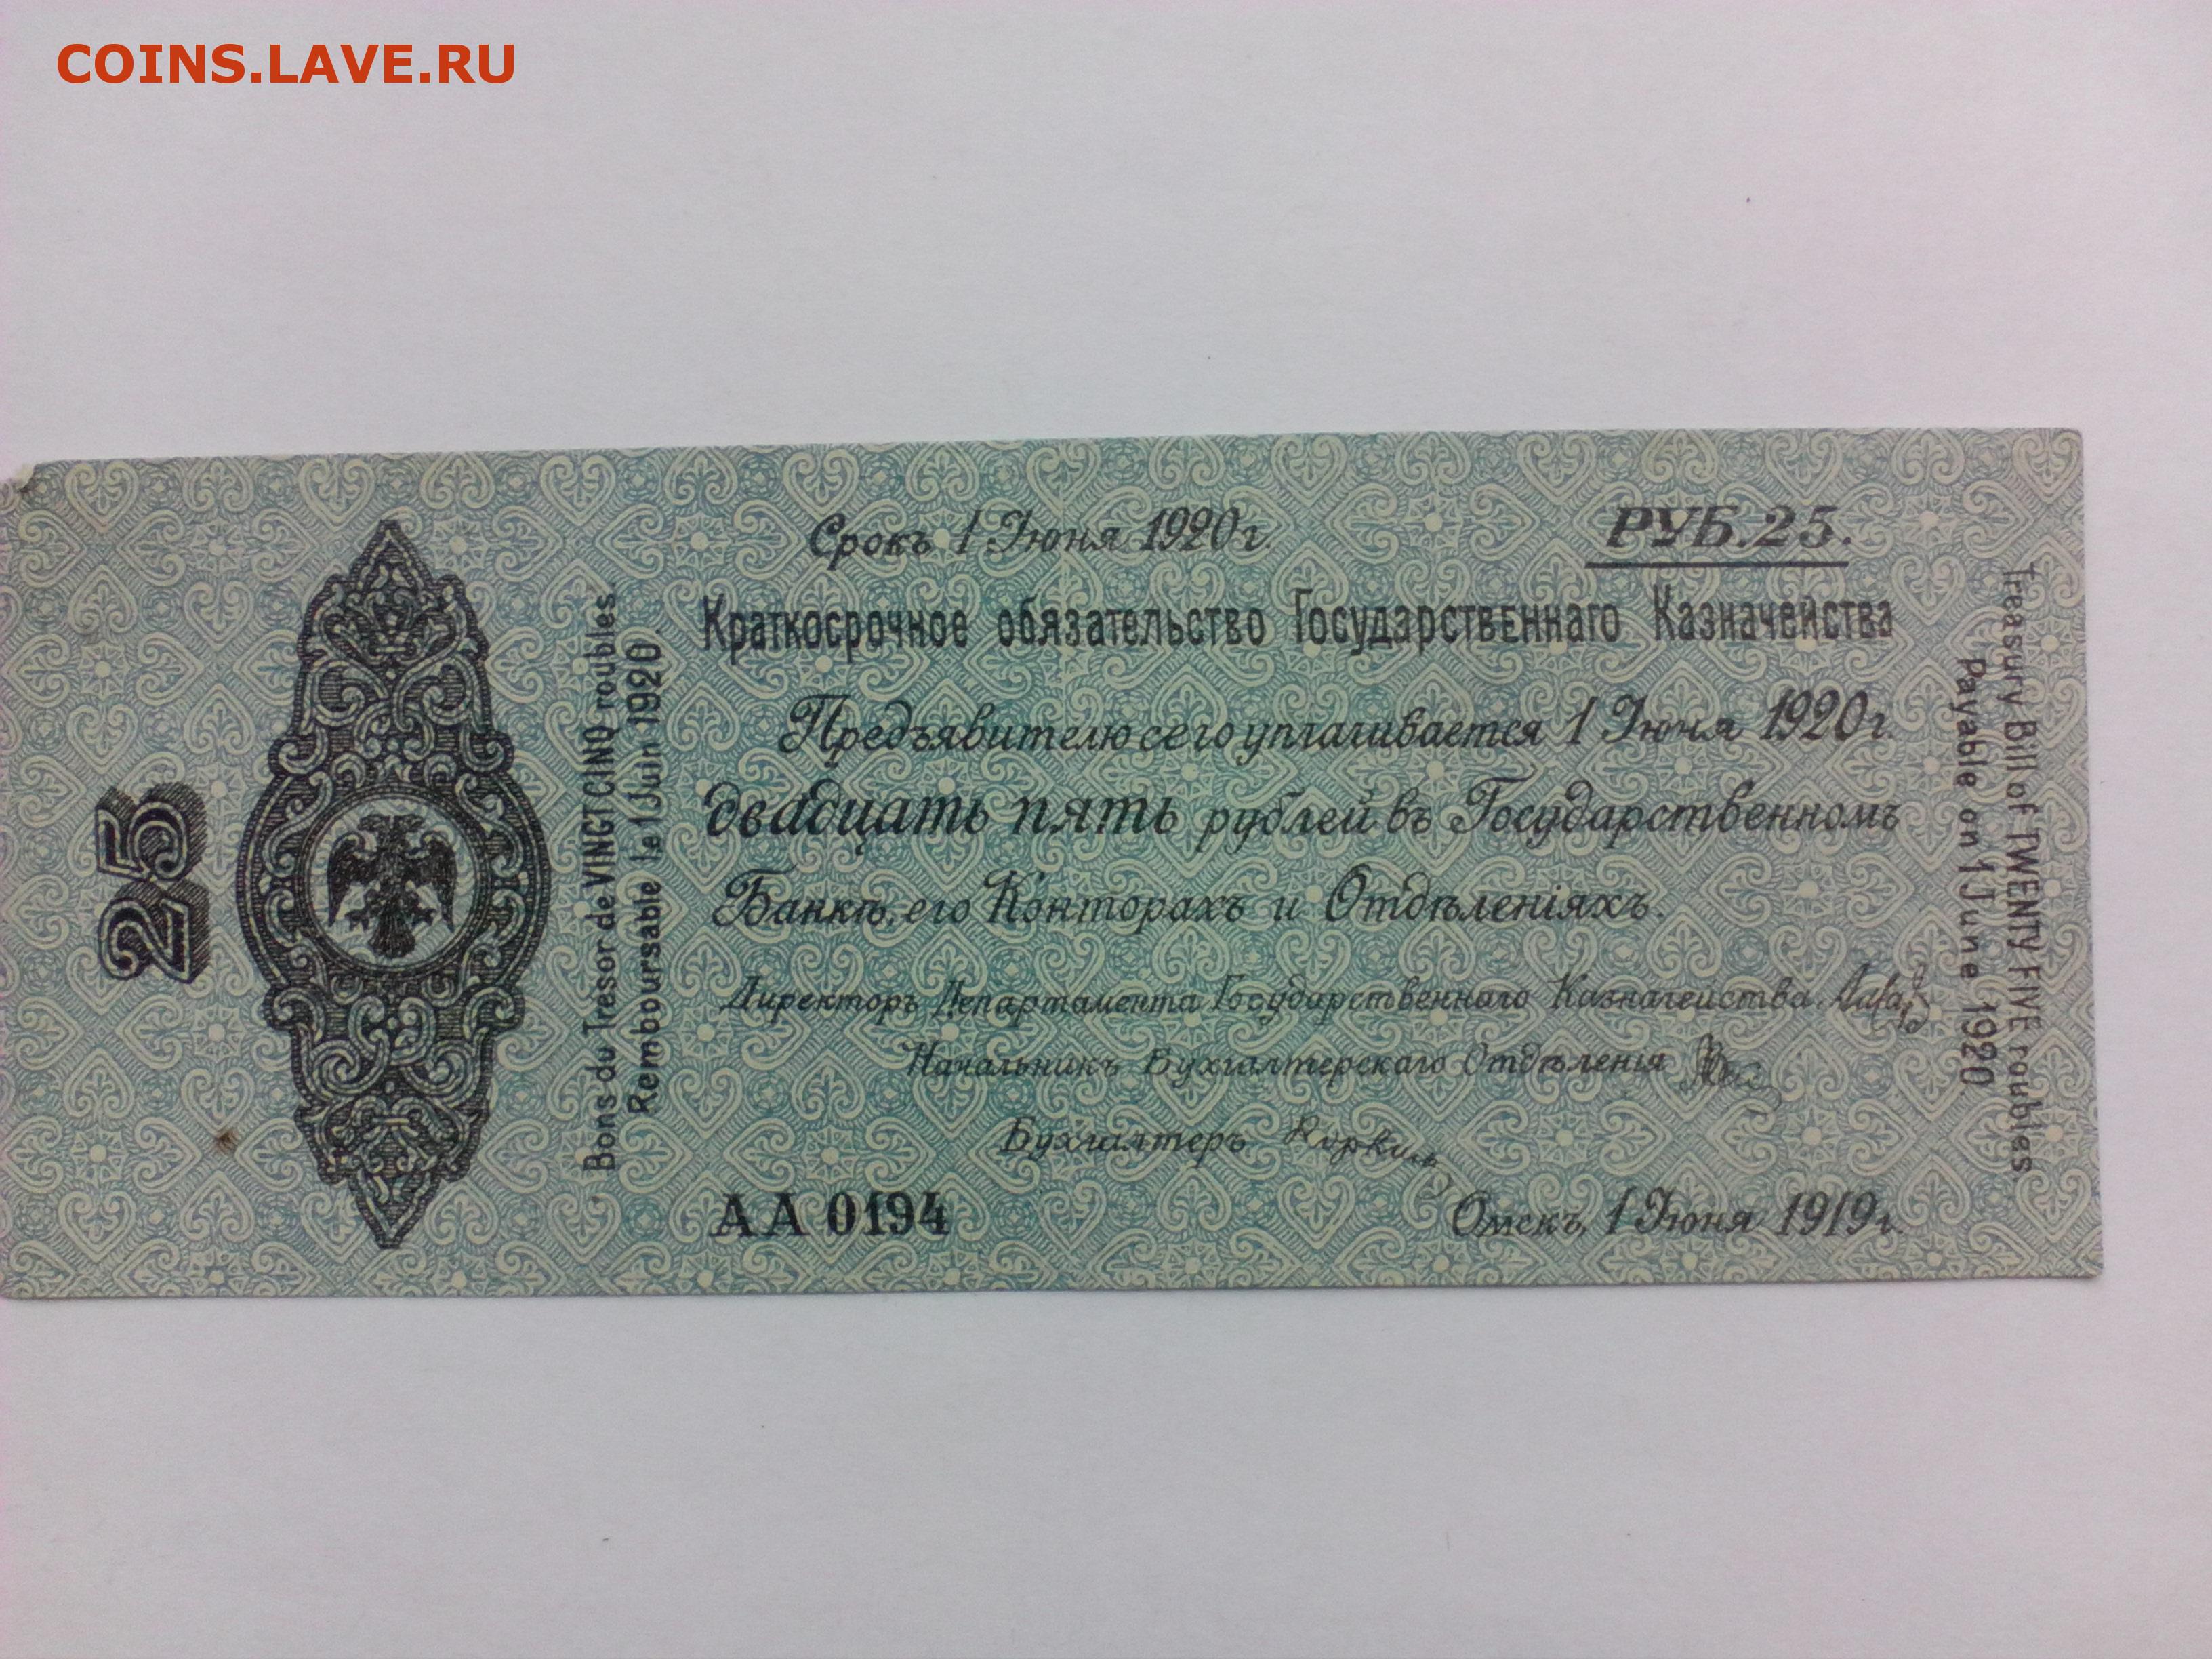 COINS.LAVE.RU
25
Bons du Tresor de VINGT CINQ roubles.
Remboursable le 1 Juin 1920.
Срокъ 1 Іюня 1920 г.
РУБ.25.
Краткосрочное обязательство Государственнаго Казначейства
Предъявителю сего уплачивается 1 Іюня 1920 г.
двадцать пять рублей въ Государственномъ
Банкѣ, его Конторахъ и Отдѣленіяхъ.
Директоръ Департамента Государственнаго Казначейства.
Начальникъ Бухгалтерскаго Отдѣленія
Бухгалтеръ
АА 0194
Омскъ, 1 Іюня 1919 г.
Treasury Bill of TWENTY FIVE roubles.
Payable on 1 June 1920